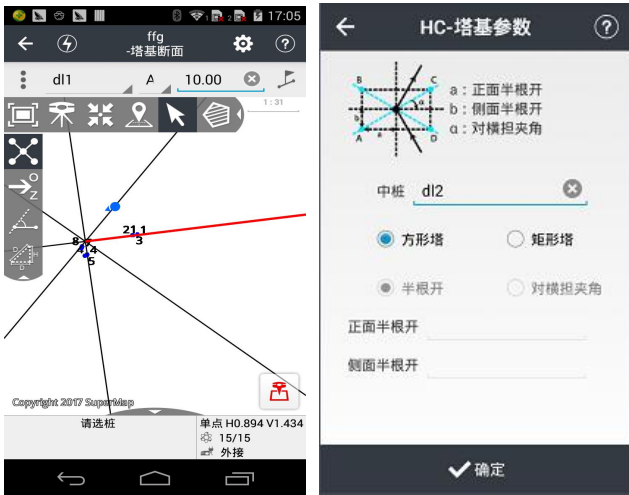 17:05
ffg
-塔基断面
dl1
A
10.00
1 : 31
211
3
8
4
4
5
Copyright 2017 SuperMap
请选桩
单点 H0.894 V1.434
15/15
外接
HC-塔基参数
B
C
a
b
α
A
D
a：正面半根开
b：侧面半根开
α：对横担夹角
中桩 dl2
方形塔
矩形塔
半根开
对横担夹角
正面半根开
侧面半根开
确定